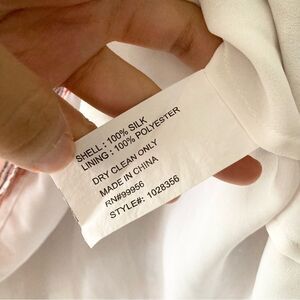 SHELL : 100% SILK
LINING : 100% POLYESTER
DRY CLEAN ONLY
MADE IN CHINA
RN#99956
STYLE#: 1028356